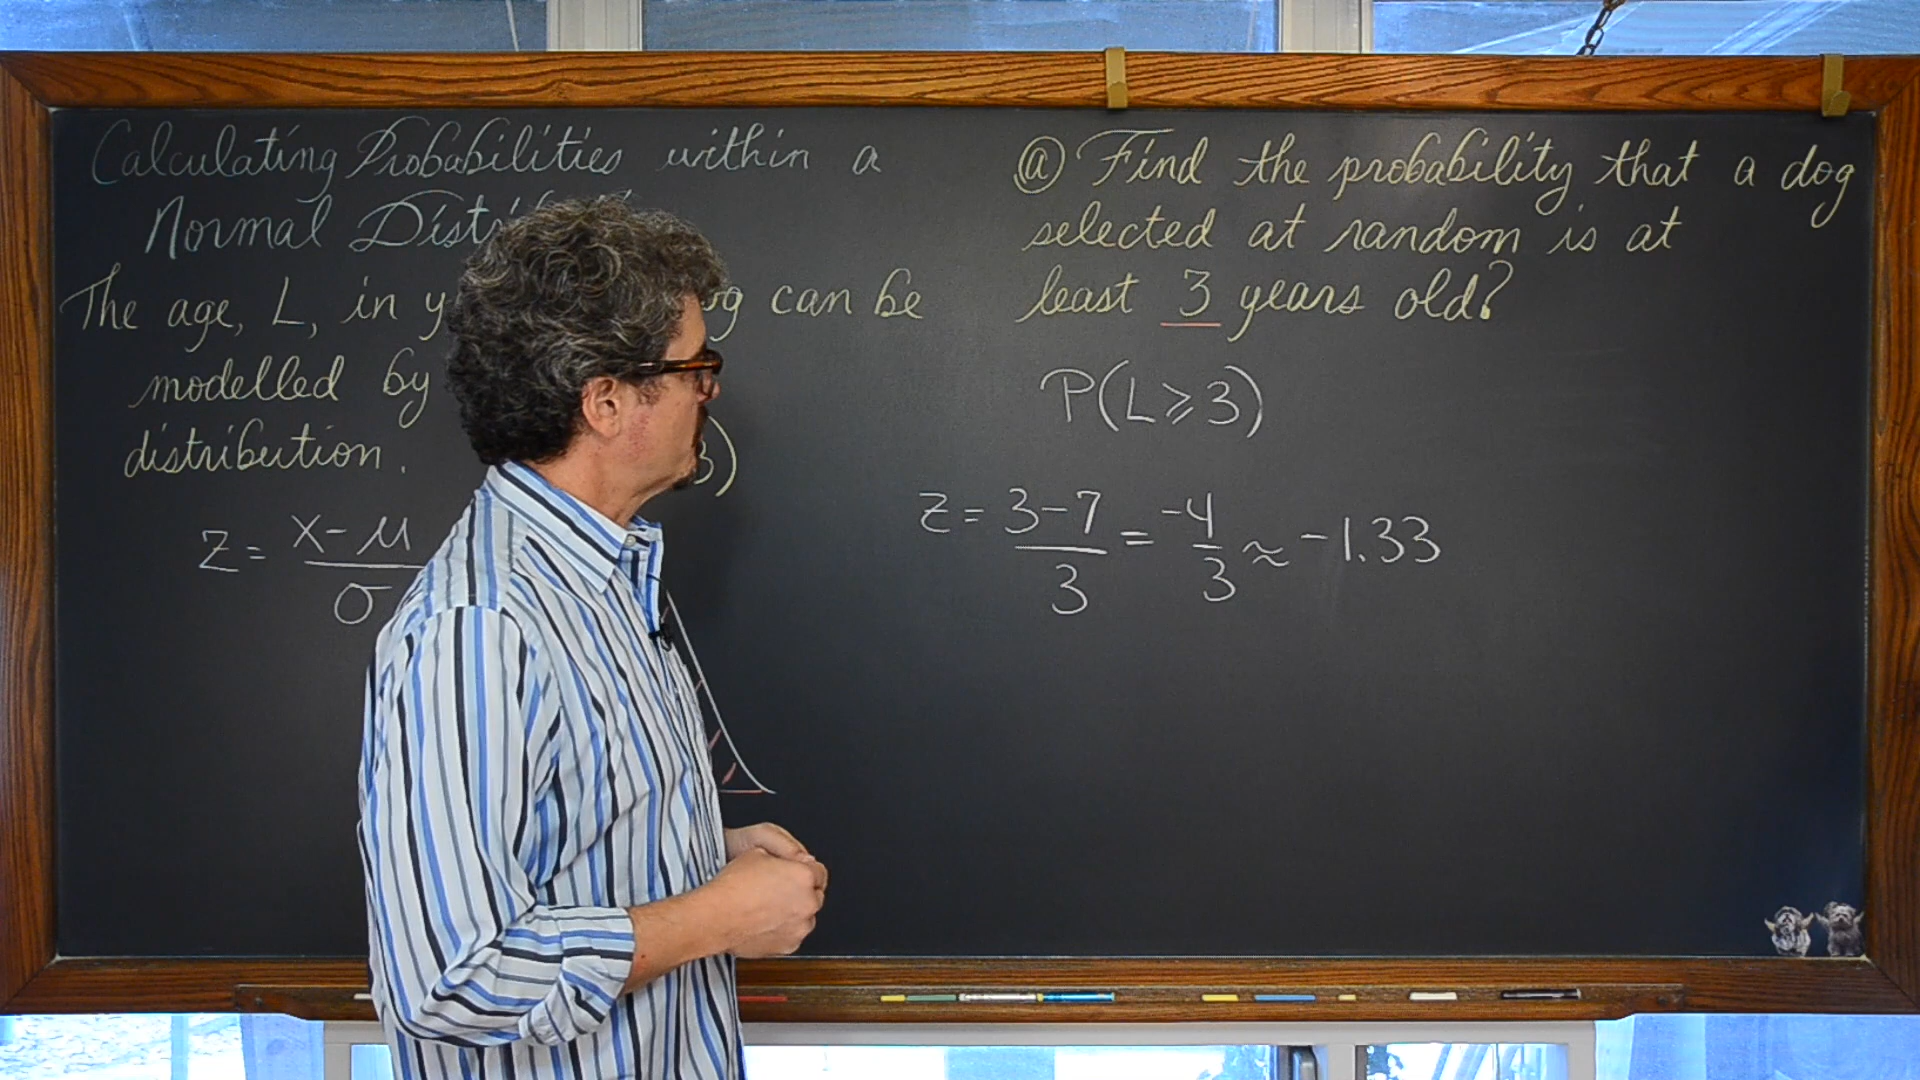 Calculating Probabilities within a
Normal
The age, L, in can be
modelled by
distribution. 3)
z = x-μ
σ
@ Find the probability that a dog
selected at random is at
least 3 years old?
P(L⩾3)
z = 3-7 = -4 ≈ -1.33
3 3